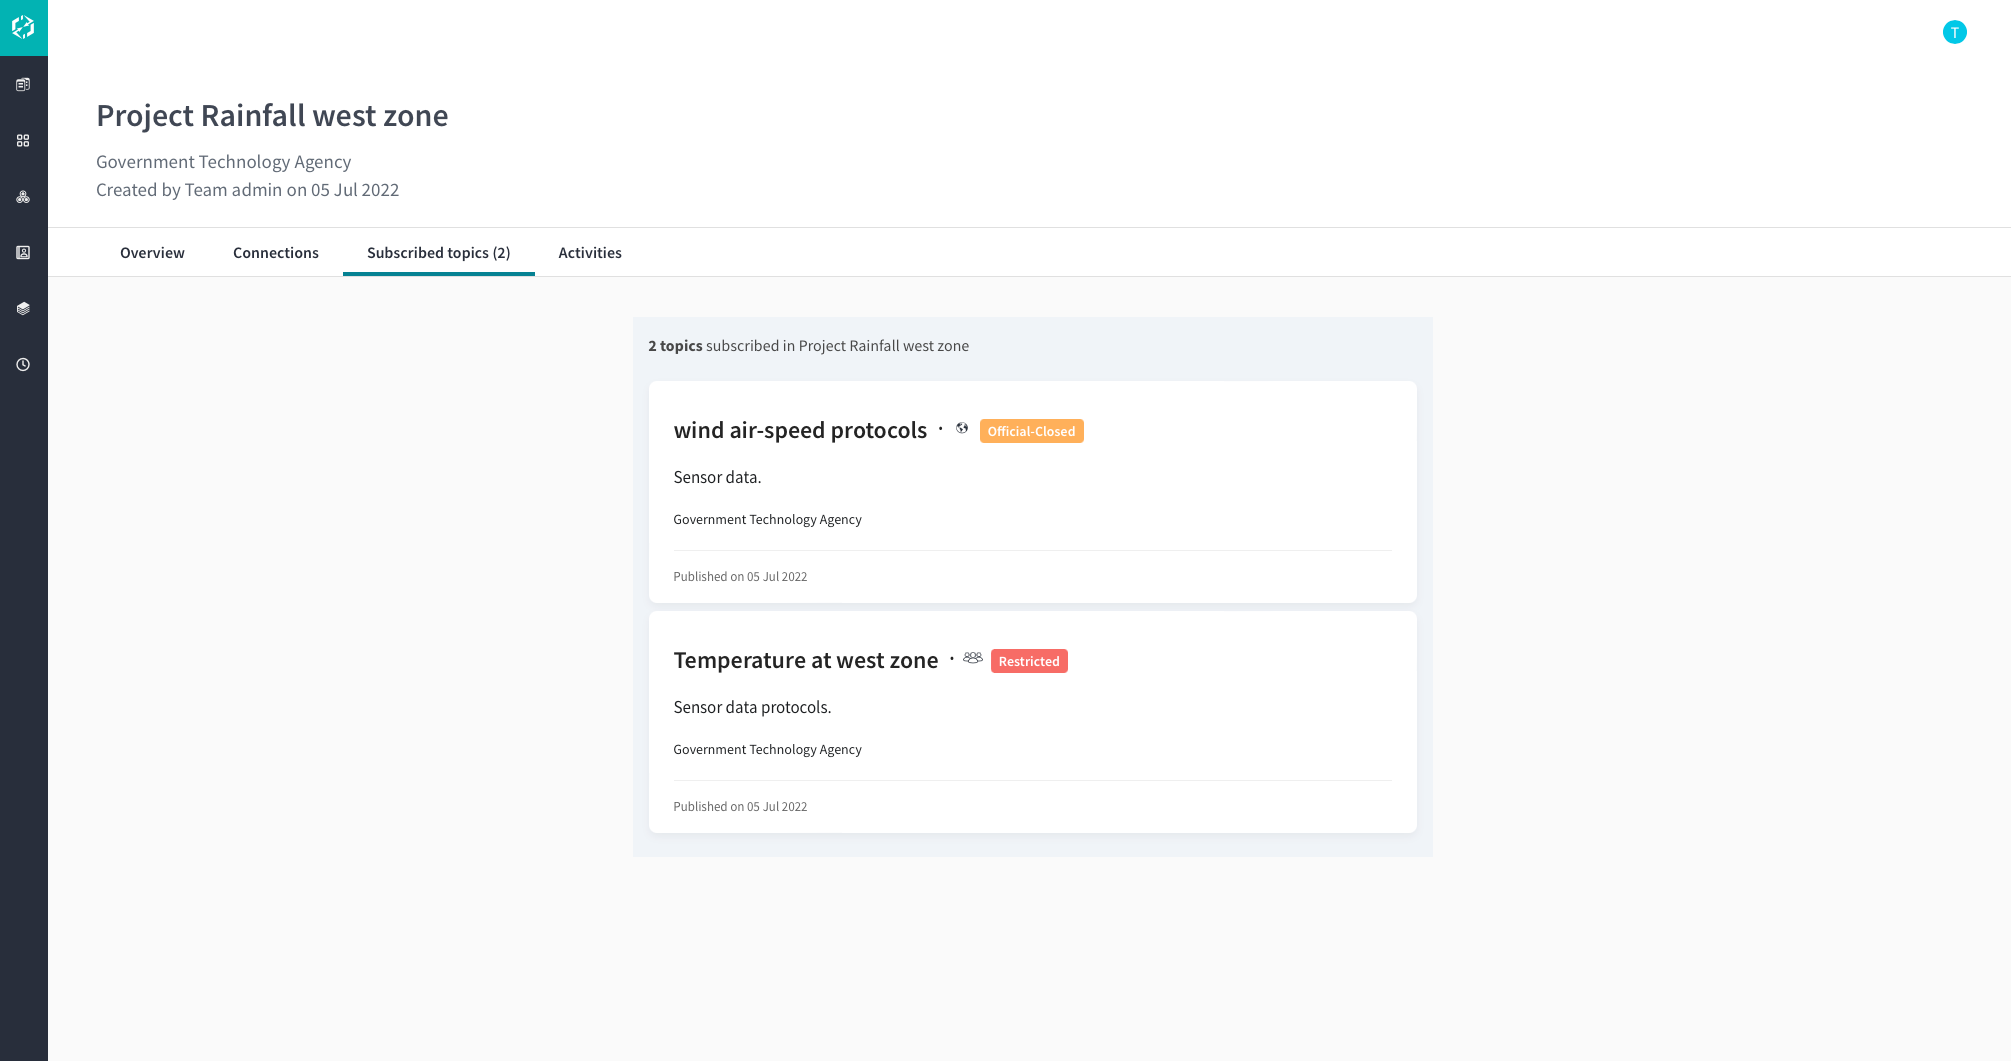 T
Project Rainfall west zone
Government Technology Agency
Created by Team admin on 05 Jul 2022
Overview Connections Subscribed topics (2) Activities
2 topics subscribed in Project Rainfall west zone
wind air-speed protocols · Official-Closed
Sensor data.
Government Technology Agency
Published on 05 Jul 2022
Temperature at west zone · Restricted
Sensor data protocols.
Government Technology Agency
Published on 05 Jul 2022